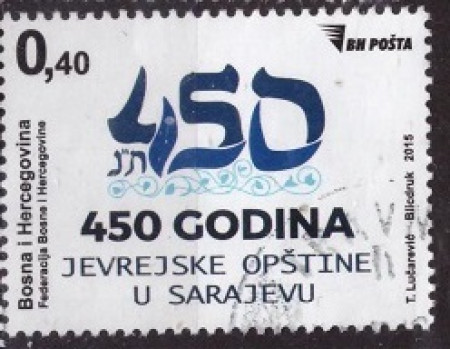 0,40
BH POŠTA
450
ת"נ
450 GODINA
JEVREJSKE OPŠTINE
U SARAJEVU
Bosna i Hercegovina
Federacija Bosne i Hercegovine
T. Lučarević - Blicdruk 2015